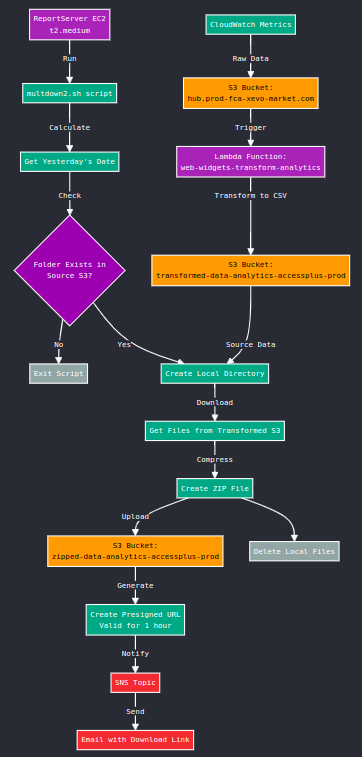 ReportServer EC2
t2.medium
CloudWatch Metrics
Run
Raw Data
multdown2.sh script
S3 Bucket:
hub.prod-fca-xevo-market.com
Calculate
Trigger
Get Yesterday's Date
Lambda Function:
web-widgets-transform-analytics
Check
Transform to CSV
Folder Exists in
Source S3?
S3 Bucket:
transformed-data-analytics-accessplus-prod
No
Yes
Source Data
Exit Script
Create Local Directory
Download
Get Files from Transformed S3
Compress
Create ZIP File
Upload
S3 Bucket:
zipped-data-analytics-accessplus-prod
Delete Local Files
Generate
Create Presigned URL
Valid for 1 hour
Notify
SNS Topic
Send
Email with Download Link